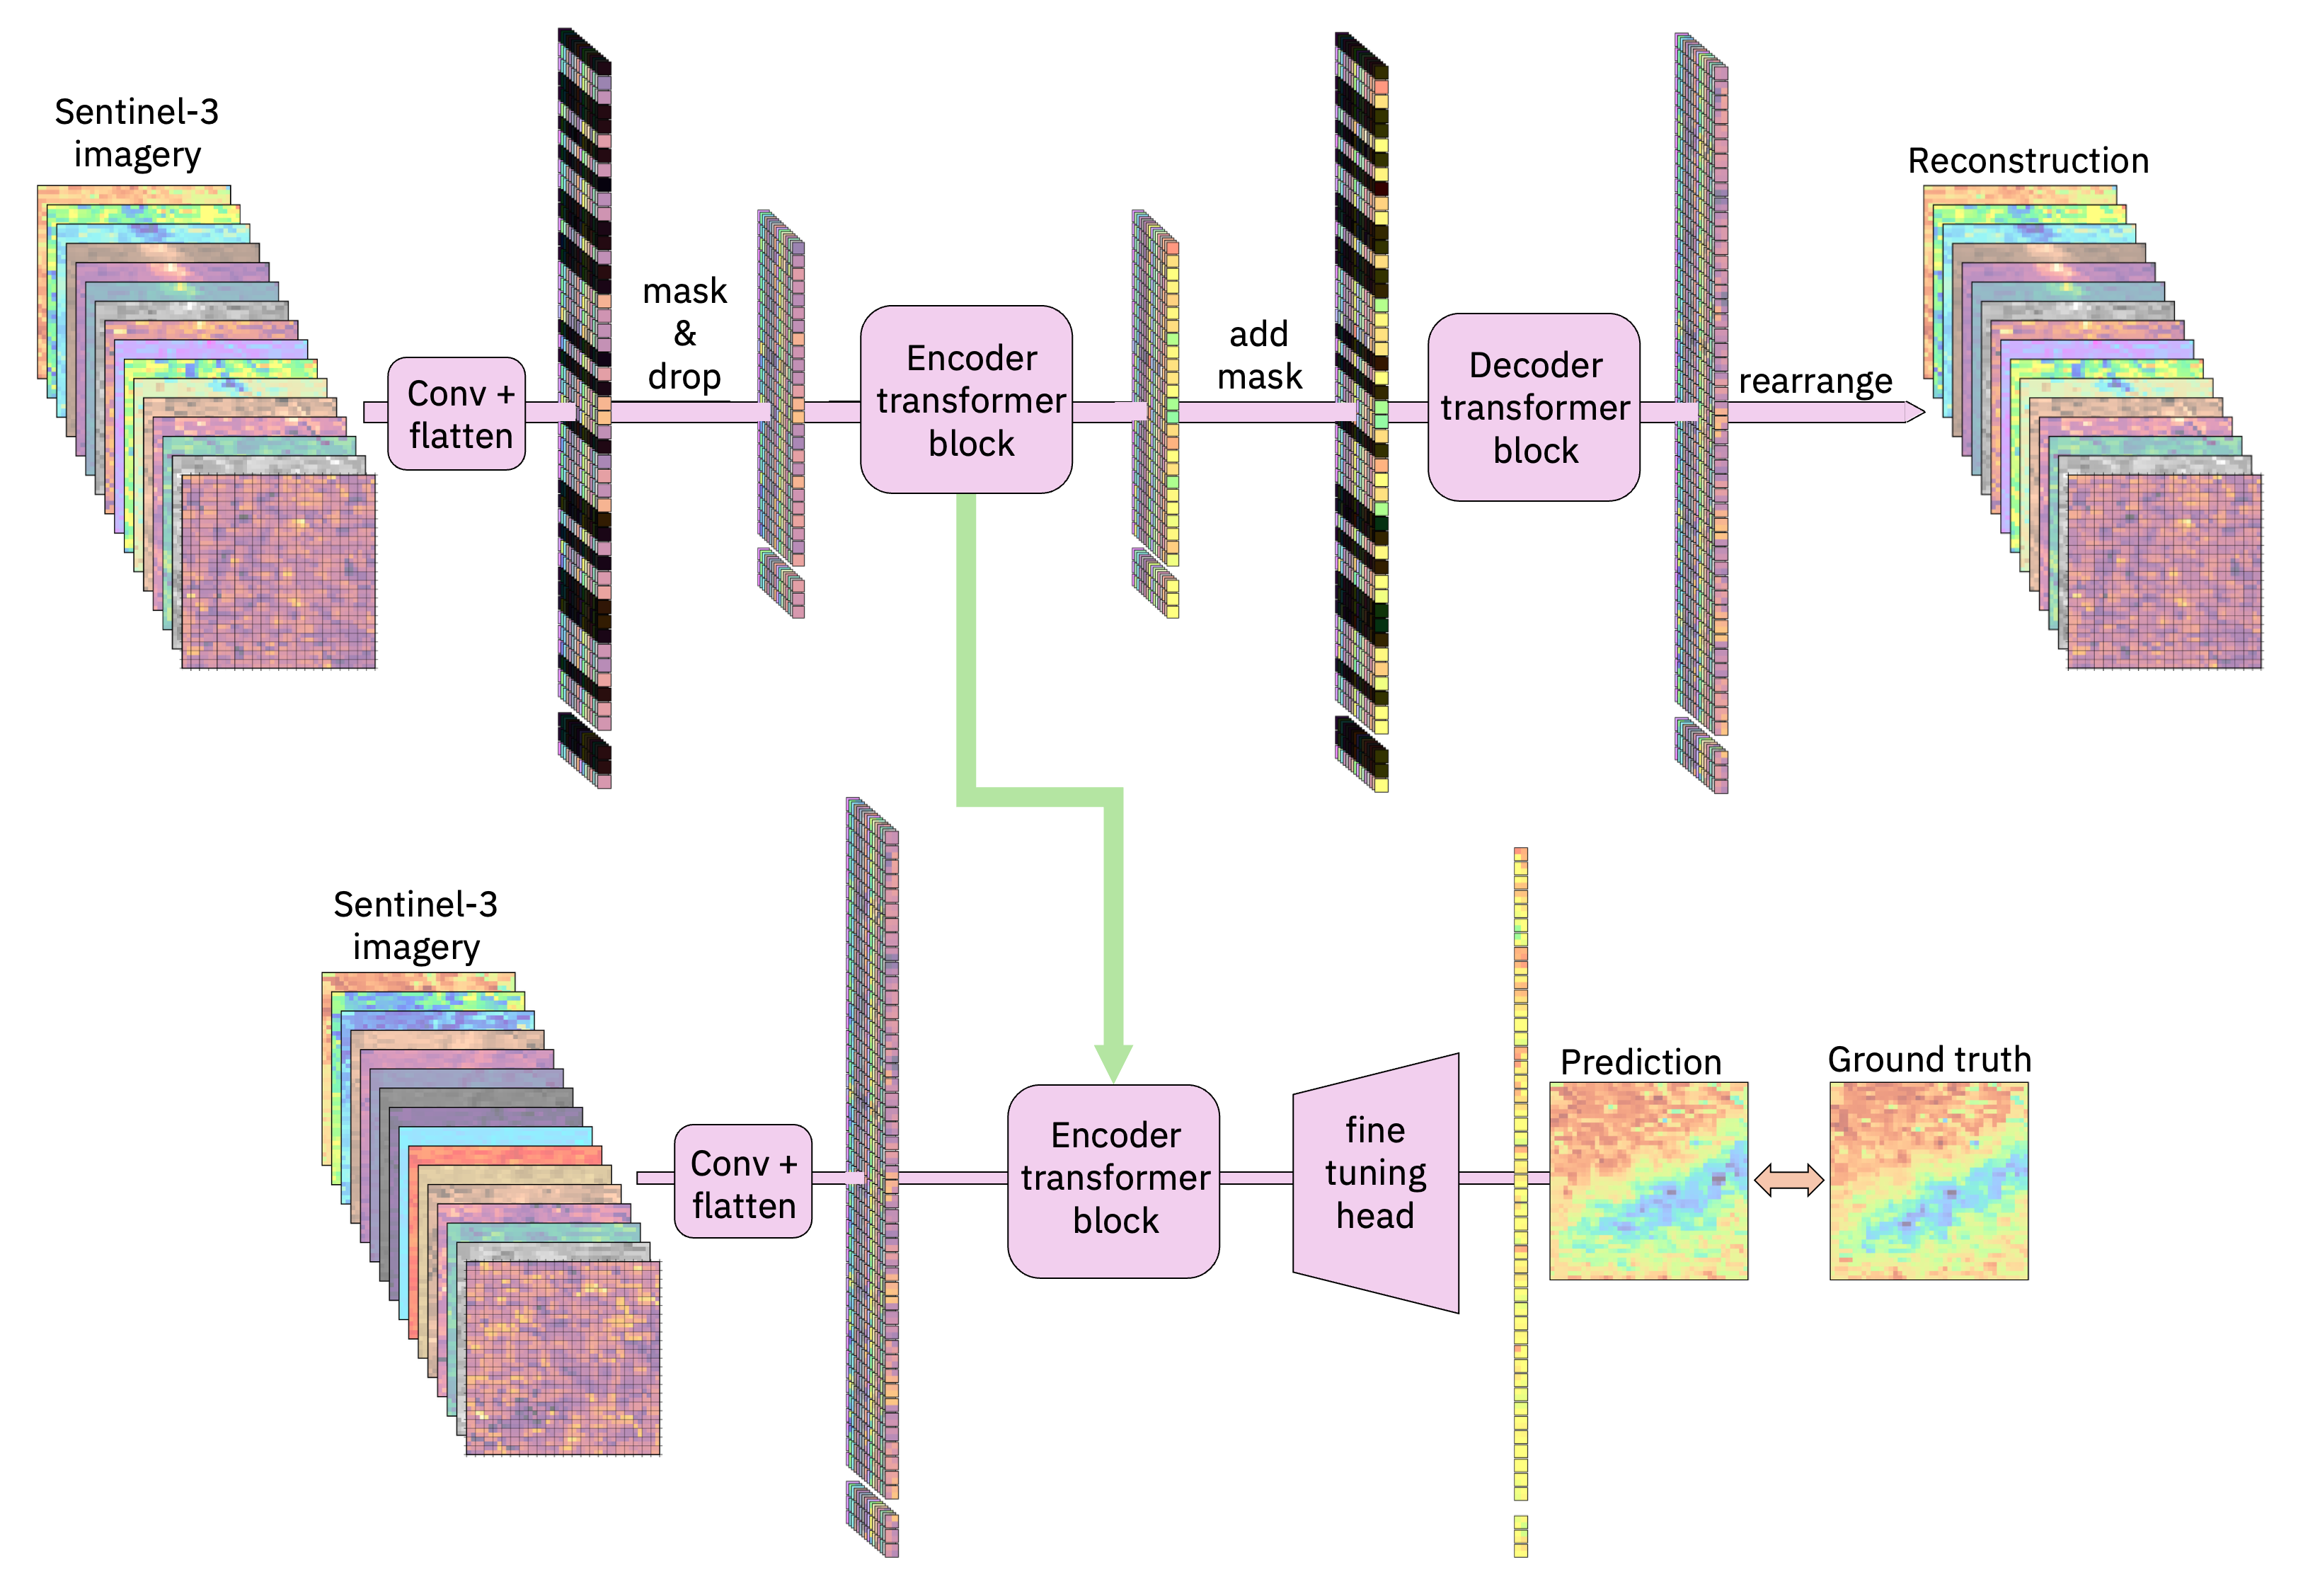 Sentinel-3
imagery
Conv +
flatten
mask
&
drop
Encoder
transformer
block
add
mask
Decoder
transformer
block
rearrange
Reconstruction
Sentinel-3
imagery
Conv +
flatten
Encoder
transformer
block
fine
tuning
head
Prediction
Ground truth